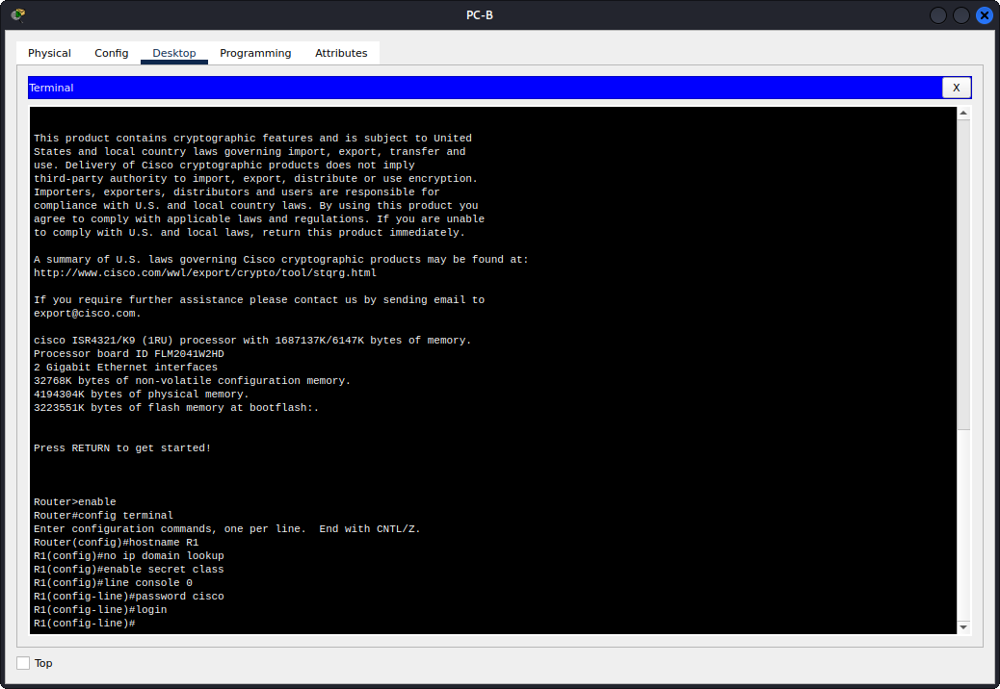 PC-B
Physical Config Desktop Programming Attributes
Terminal X
This product contains cryptographic features and is subject to United
States and local country laws governing import, export, transfer and
use. Delivery of Cisco cryptographic products does not imply
third-party authority to import, export, distribute or use encryption.
Importers, exporters, distributors and users are responsible for
compliance with U.S. and local country laws. By using this product you
agree to comply with applicable laws and regulations. If you are unable
to comply with U.S. and local laws, return this product immediately.
A summary of U.S. laws governing Cisco cryptographic products may be found at:
http://www.cisco.com/wwl/export/crypto/tool/stqrg.html
If you require further assistance please contact us by sending email to
export@cisco.com.
cisco ISR4321/K9 (1RU) processor with 1687137K/6147K bytes of memory.
Processor board ID FLM2041W2HD
2 Gigabit Ethernet interfaces
32768K bytes of non-volatile configuration memory.
4194304K bytes of physical memory.
3223551K bytes of flash memory at bootflash:.
Press RETURN to get started!
Router>enable
Router#config terminal
Enter configuration commands, one per line.  End with CNTL/Z.
Router(config)#hostname R1
R1(config)#no ip domain lookup
R1(config)#enable secret class
R1(config)#line console 0
R1(config-line)#password cisco
R1(config-line)#login
R1(config-line)#
Top